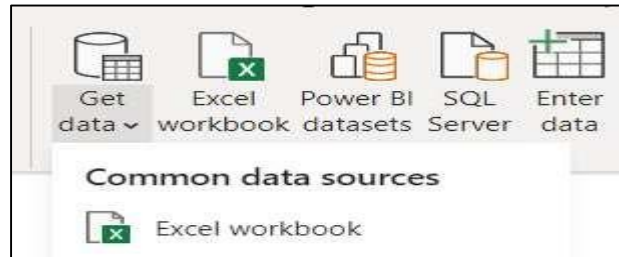 Get Excel Power BI SQL Enter
data workbook datasets Server data
Common data sources
Excel workbook